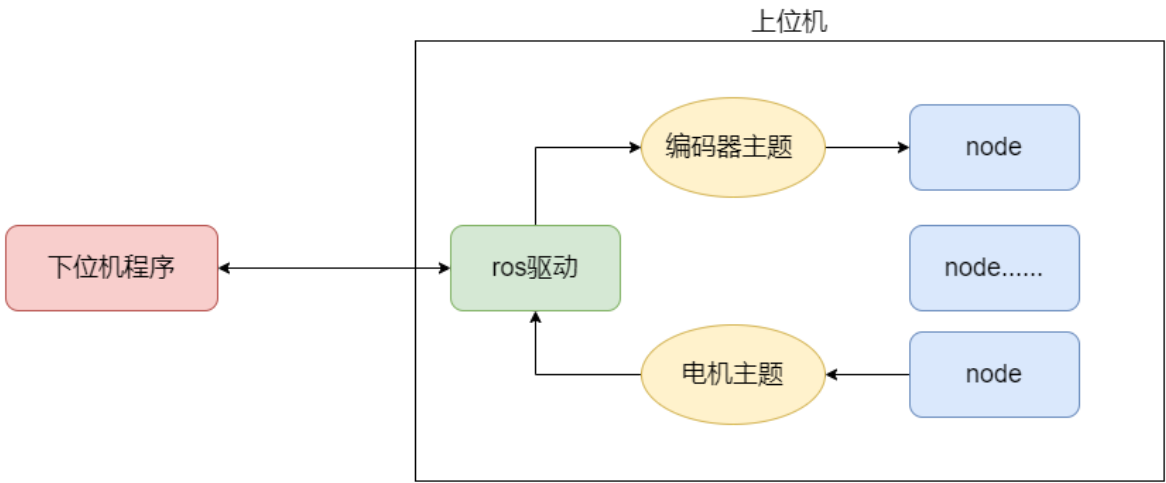 上位机
编码器主题
node
下位机程序
ros驱动
node......
电机主题
node